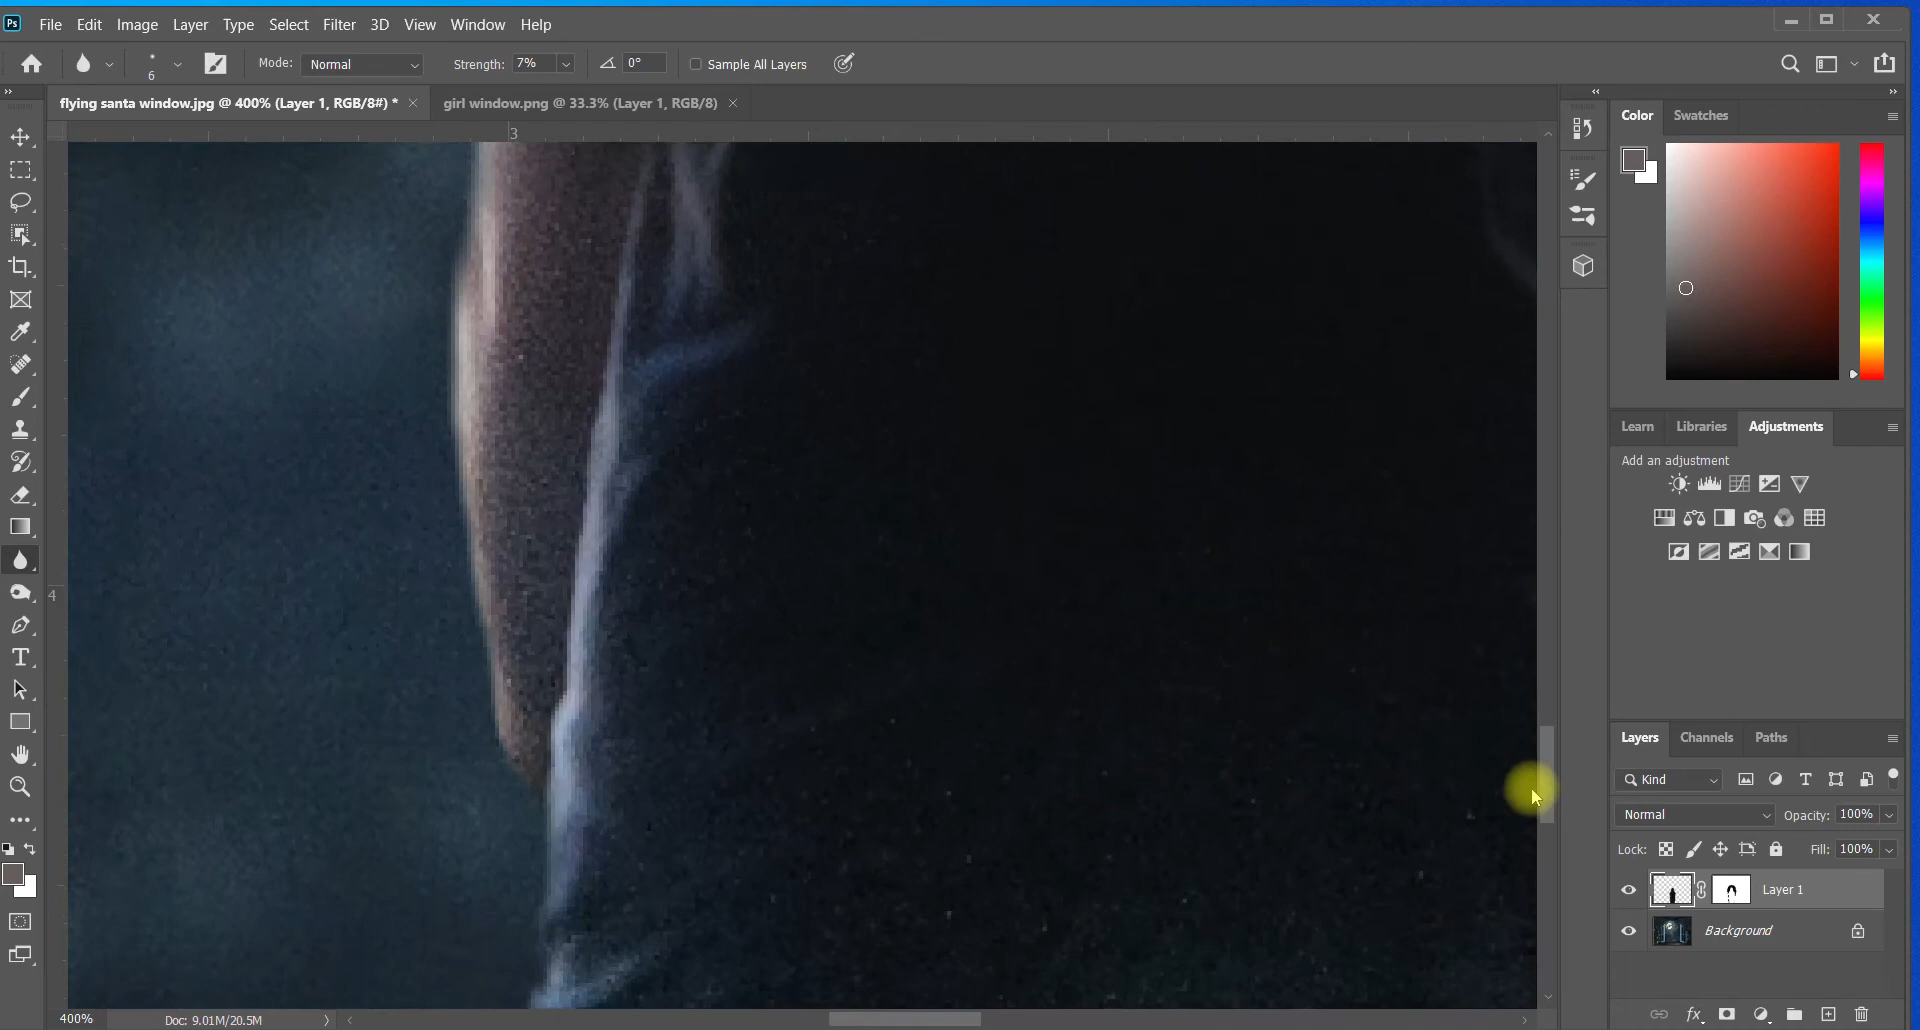 Ps File Edit Image Layer Type Select Filter 3D View Window Help
6 Mode: Normal Strength: 7% 0° Sample All Layers
flying santa window.jpg @ 400% (Layer 1, RGB/8#) * girl window.png @ 33.3% (Layer 1, RGB/8)
Color Swatches
3
4
Learn Libraries Adjustments
Add an adjustment
Layers Channels Paths
Kind
Normal Opacity: 100%
Lock: Fill: 100%
Layer 1
Background
fx
400% Doc: 9.01M/20.5M